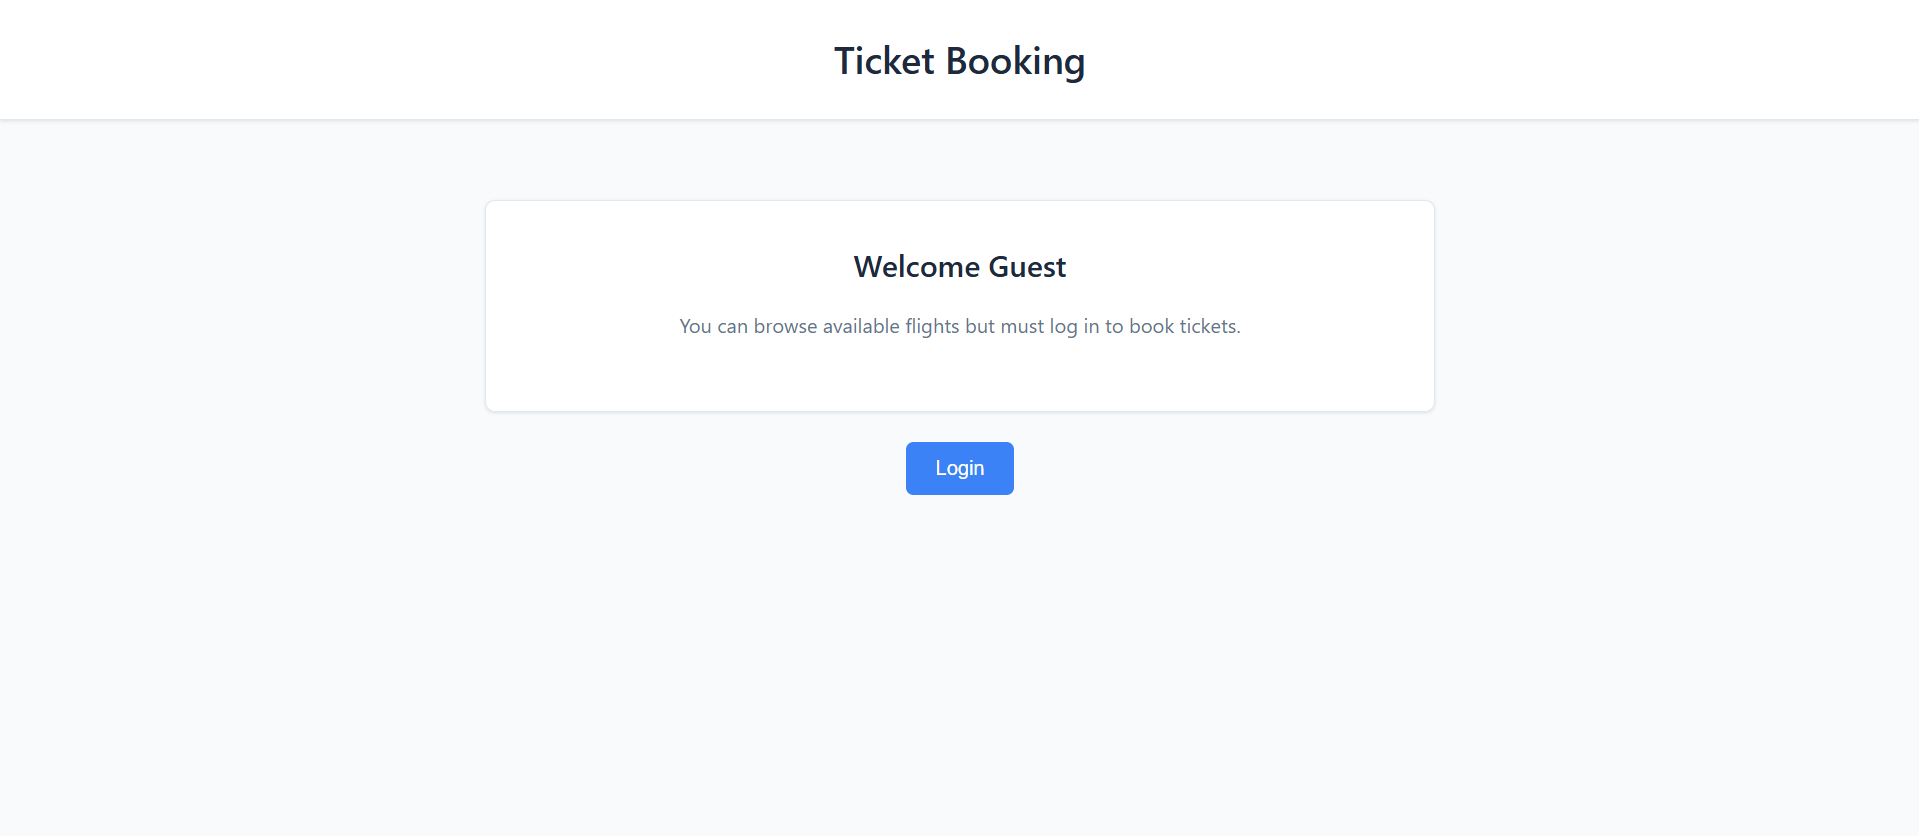 Ticket Booking
Welcome Guest
You can browse available flights but must log in to book tickets.
Login